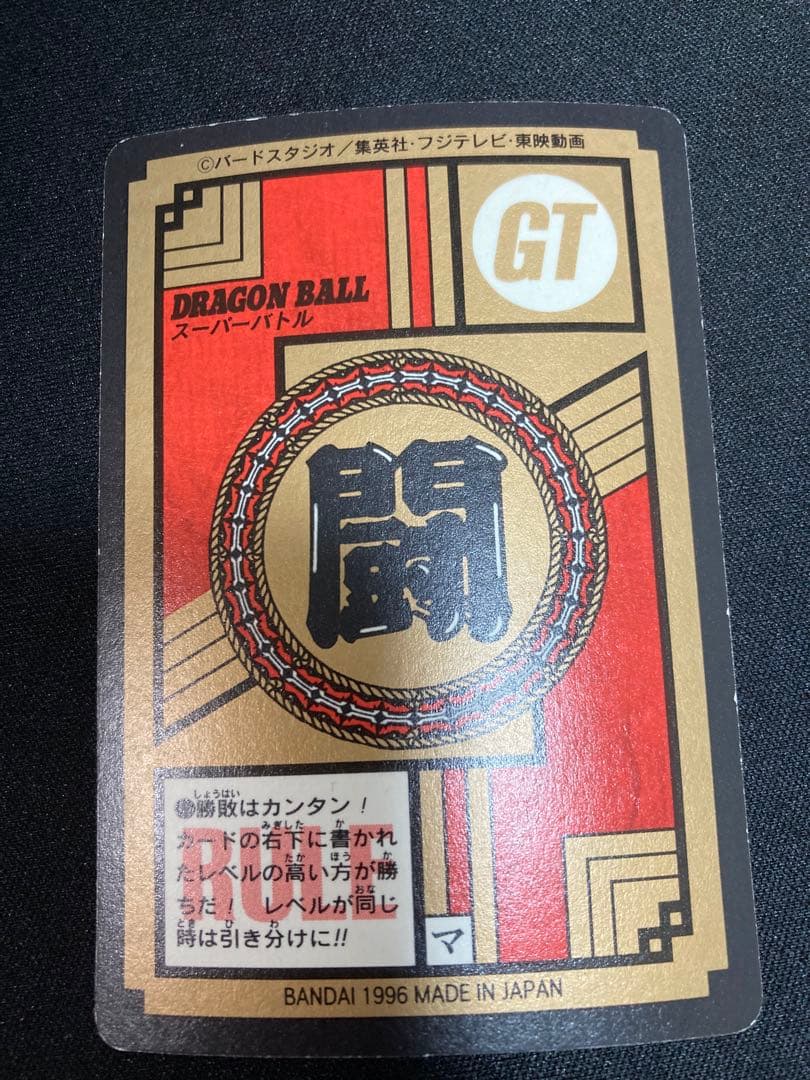 ©バードスタジオ／集英社・フジテレビ・東映動画
GT
DRAGON BALL
スーパーバトル
闘
RULE
勝敗はカンタン！
カードの右下に書かれ
たレベルの高い方が勝
ちだ！　レベルが同じ
時は引き分けに!!
マ
BANDAI 1996 MADE IN JAPAN